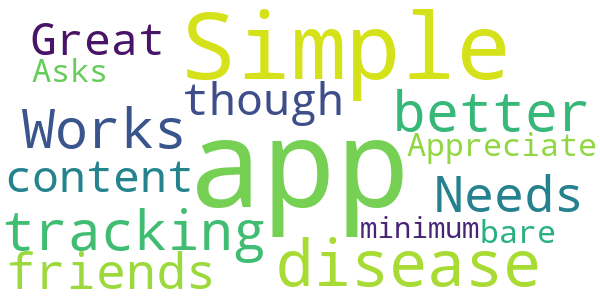 Great Simple
Asks
though better
Works
app Appreciate
content Needs
tracking minimum bare
friends disease